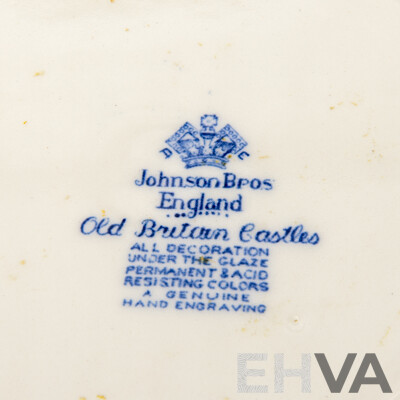 D E
Johnson Bros
England
Old Britain Castles
ALL DECORATION
UNDER THE GLAZE
PERMANENT & ACID
RESISTING COLORS
A GENUINE
HAND ENGRAVING
EHVA